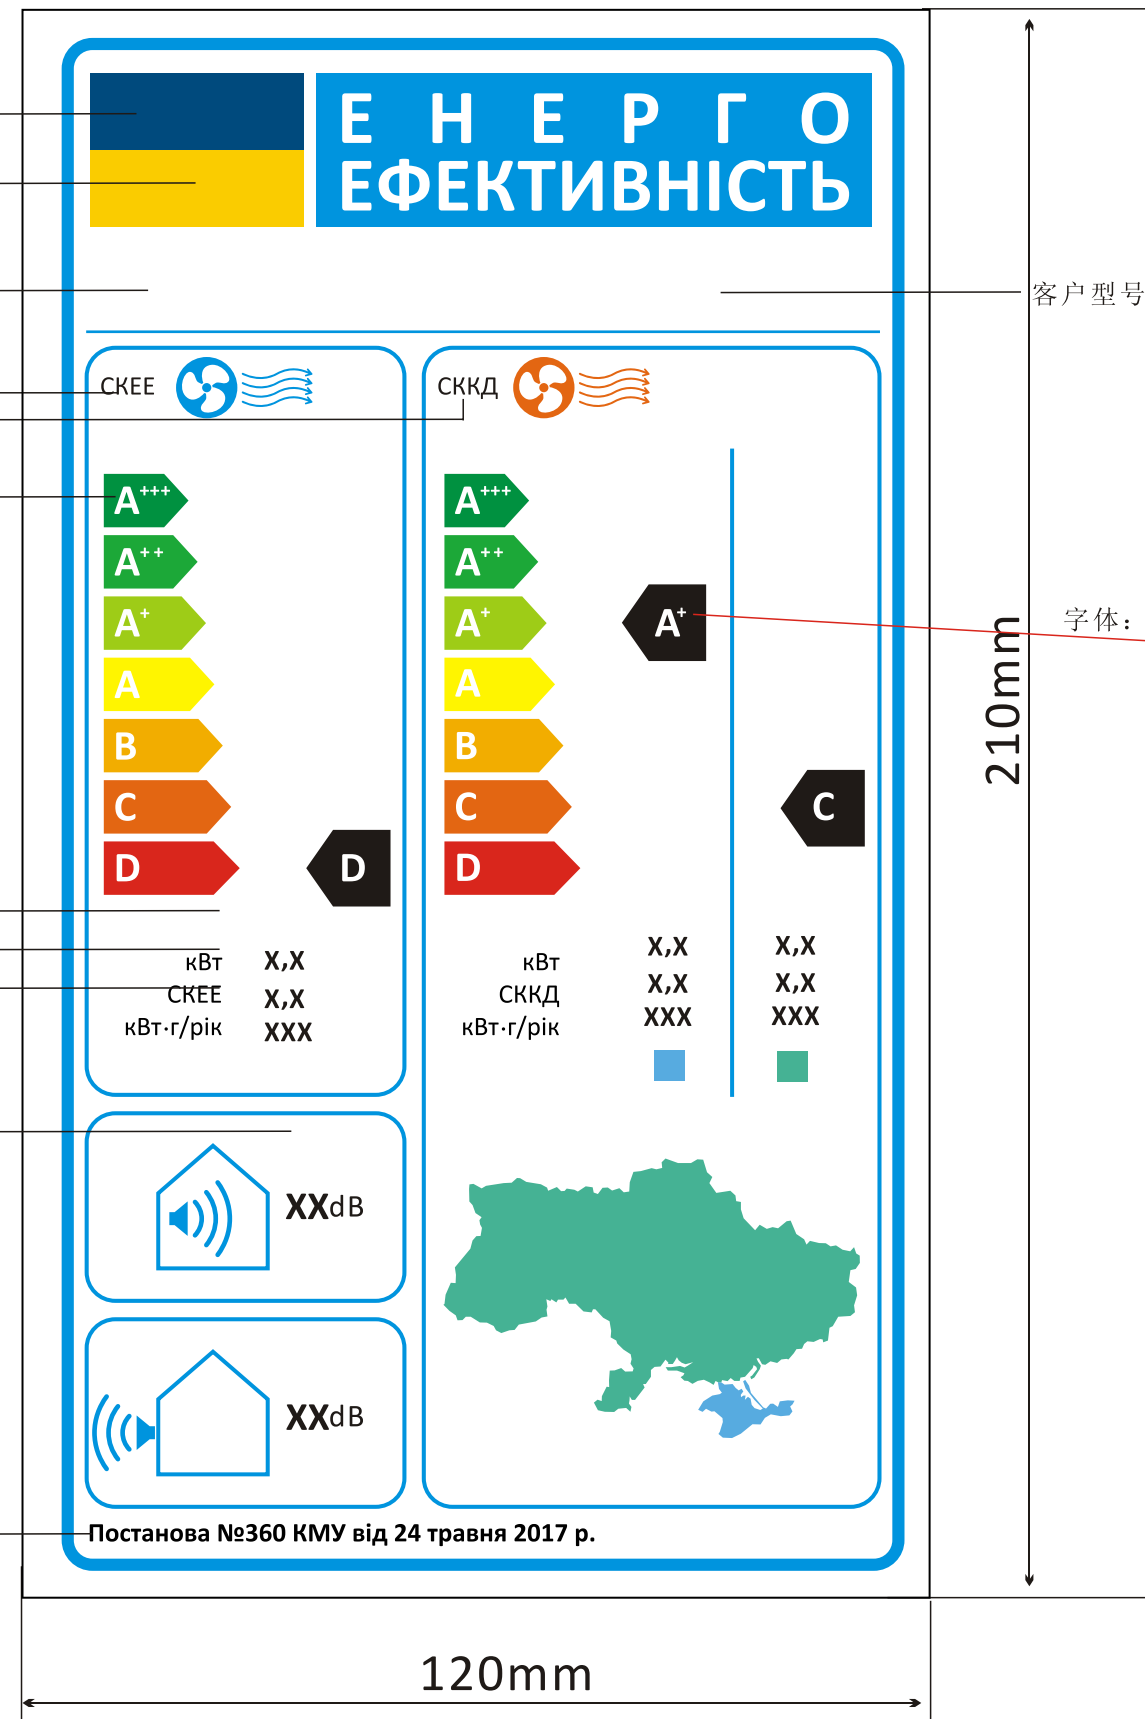 Е Н Е Р Г О
ЕФЕКТИВНІСТЬ
客户型号
СКЕЕ
СККД
A+++
A++
A+
A
B
C
D
D
A+++
A++
A+
A
B
C
D
A+
C
字体：
210mm
кВт X,X
СКЕЕ X,X
кВт·г/рік XXX
кВт X,X X,X
СККД X,X X,X
кВт·г/рік XXX XXX
XXdB
XXdB
Постанова №360 КМУ від 24 травня 2017 р.
120mm